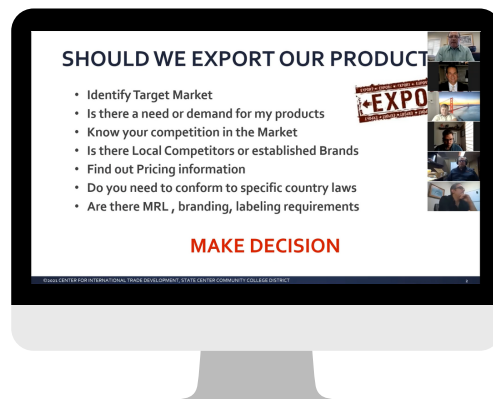 SHOULD WE EXPORT OUR PRODUCT
• Identify Target Market
• Is there a need or demand for my products
• Know your competition in the Market
• Is there Local Competitors or established Brands
• Find out Pricing information
• Do you need to conform to specific country laws
• Are there MRL , branding, labeling requirements
EXPO
MAKE DECISION
©2021 CENTER FOR INTERNATIONAL TRADE DEVELOPMENT, STATE CENTER COMMUNITY COLLEGE DISTRICT